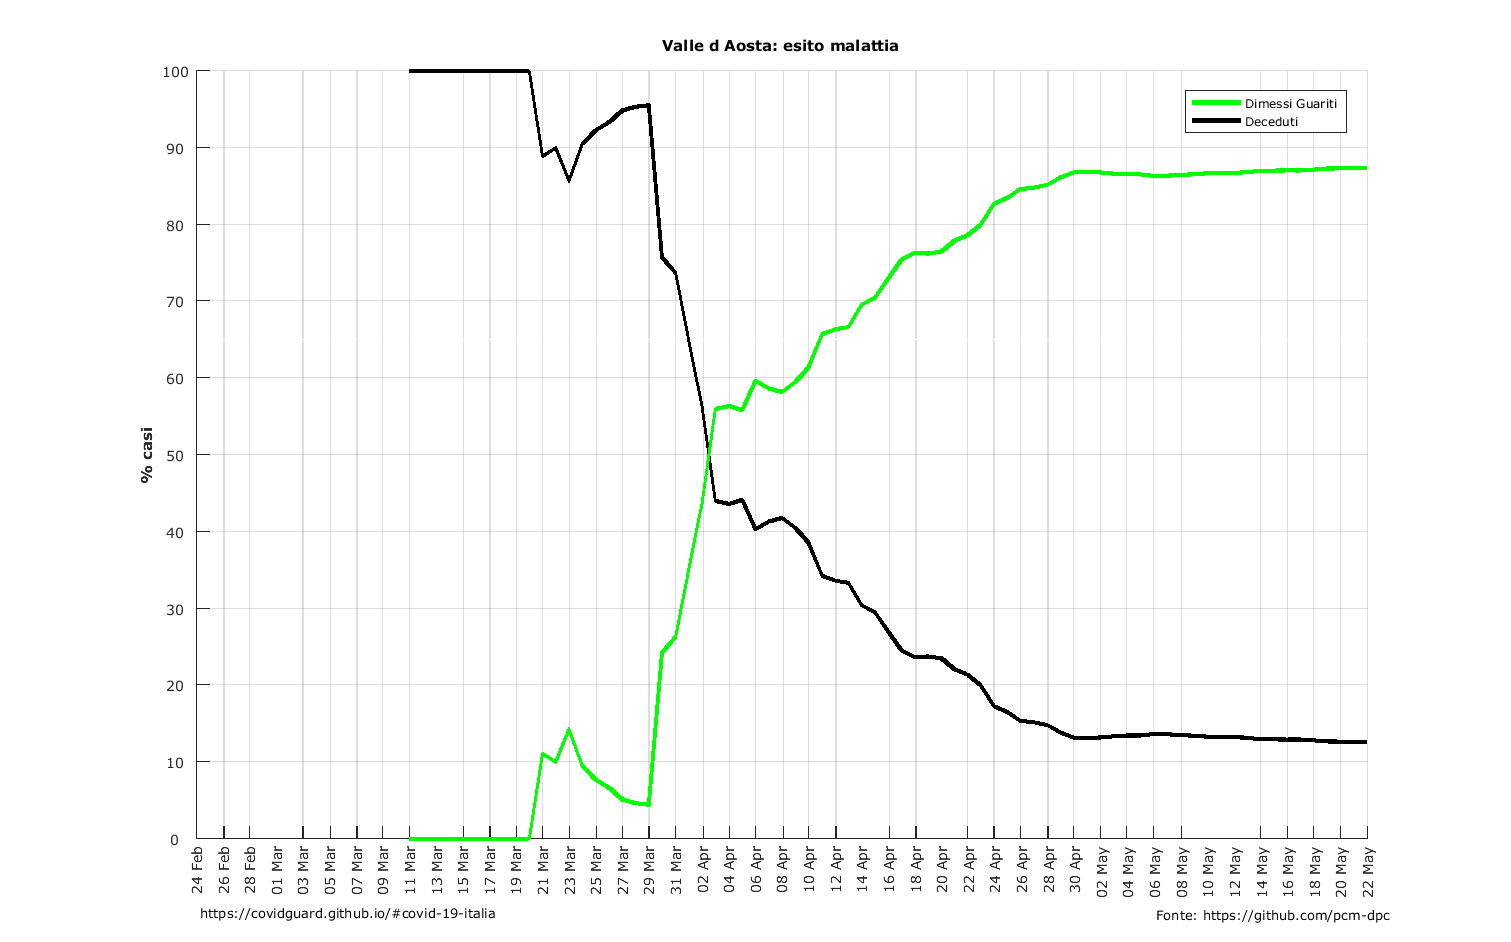 Valle d Aosta: esito malattia
Dimessi Guariti
Deceduti
% casi
100
90
80
70
60
50
40
30
20
10
0
24 Feb
26 Feb
28 Feb
01 Mar
03 Mar
05 Mar
07 Mar
09 Mar
11 Mar
13 Mar
15 Mar
17 Mar
19 Mar
21 Mar
23 Mar
25 Mar
27 Mar
29 Mar
31 Mar
02 Apr
04 Apr
06 Apr
08 Apr
10 Apr
12 Apr
14 Apr
16 Apr
18 Apr
20 Apr
22 Apr
24 Apr
26 Apr
28 Apr
30 Apr
02 May
04 May
06 May
08 May
10 May
12 May
14 May
16 May
18 May
20 May
22 May
https://covidguard.github.io/#covid-19-italia
Fonte: https://github.com/pcm-dpc